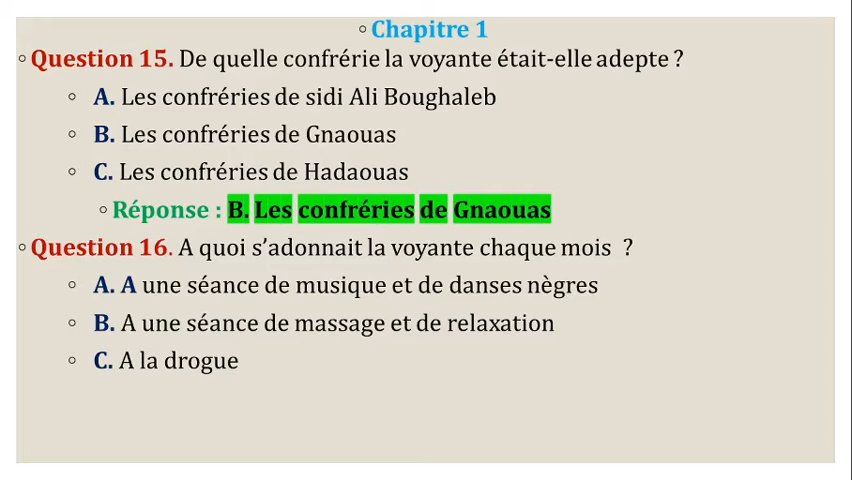 ◦ Chapitre 1
◦ Question 15. De quelle confrérie la voyante était-elle adepte ?
◦ A. Les confréries de sidi Ali Boughaleb
◦ B. Les confréries de Gnaouas
◦ C. Les confréries de Hadaouas
◦ Réponse : B. Les confréries de Gnaouas
◦ Question 16. A quoi s’adonnait la voyante chaque mois ?
◦ A. A une séance de musique et de danses nègres
◦ B. A une séance de massage et de relaxation
◦ C. A la drogue